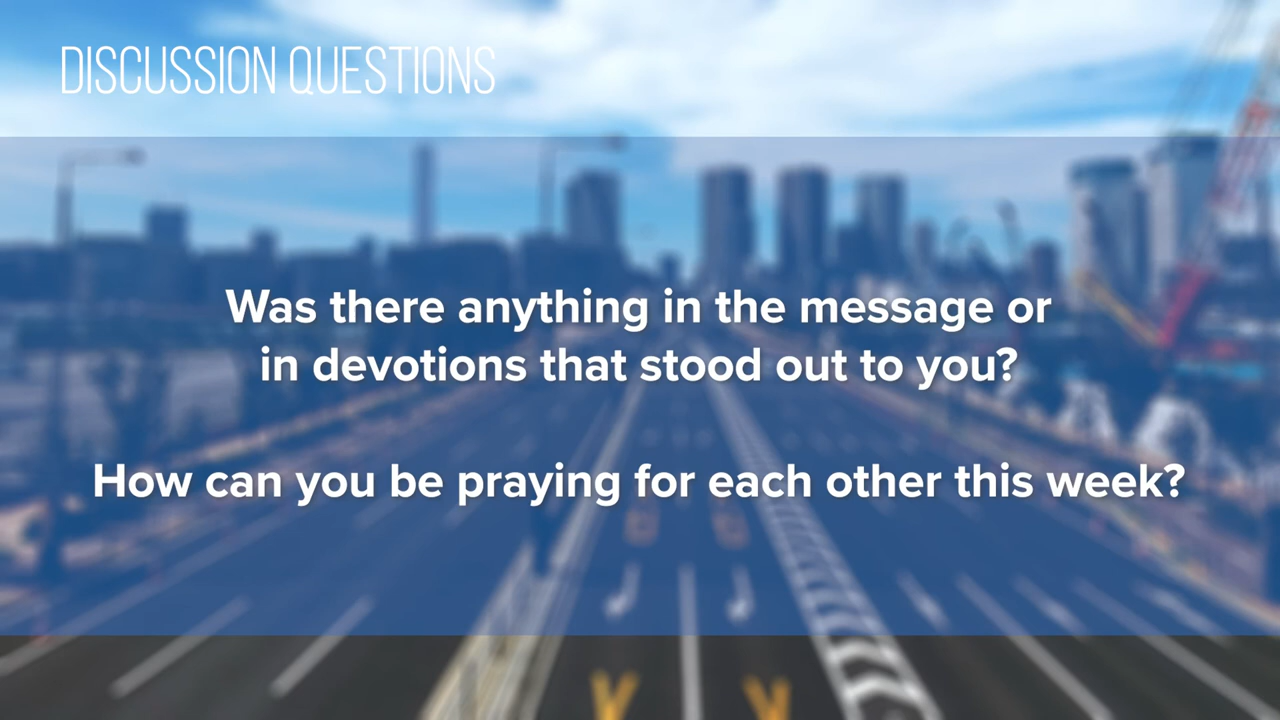 DISCUSSION QUESTIONS
Was there anything in the message or
in devotions that stood out to you?
How can you be praying for each other this week?